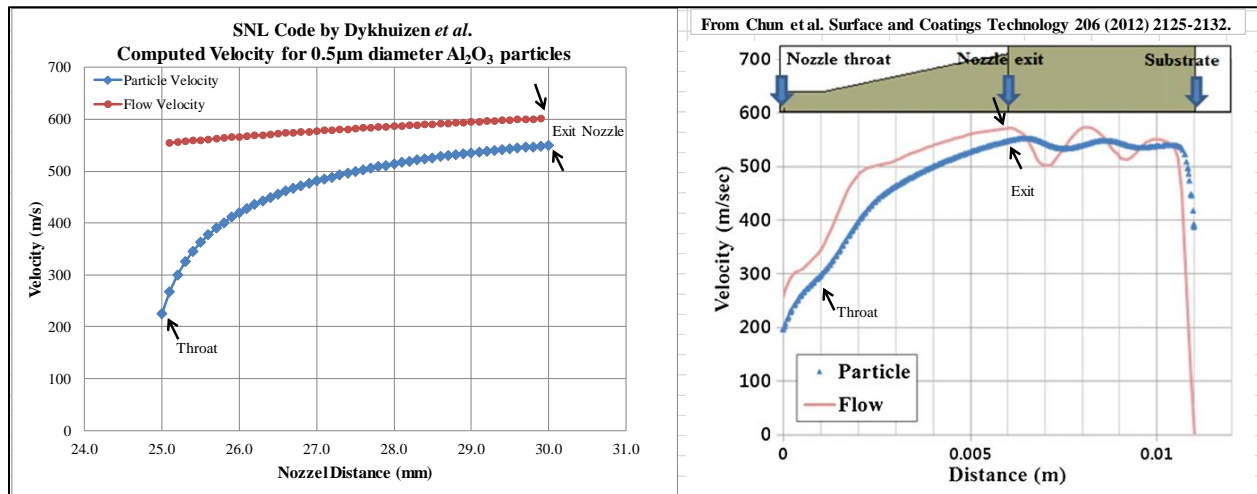 SNL Code by Dykhuizen et al.
Computed Velocity for 0.5µm diameter Al₂O₃ particles
700
600
500
400
300
200
100
0
Velocity (m/s)
Particle Velocity
Flow Velocity
Exit Nozzle
Throat
24.0 25.0 26.0 27.0 28.0 29.0 30.0 31.0
Nozzel Distance (mm)
From Chun et al. Surface and Coatings Technology 206 (2012) 2125-2132.
Nozzle throat Nozzle exit Substrate
700
600
500
400
300
200
100
0
Velocity (m/sec)
Exit
Throat
Particle
Flow
0 0.005 0.01
Distance (m)